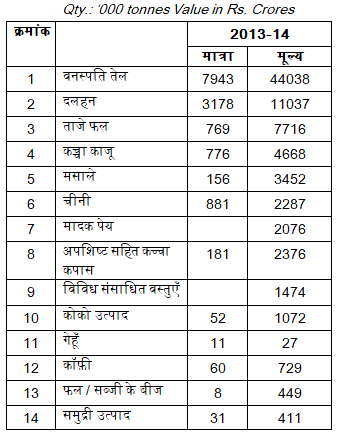 Qty.: '000 tonnes Value in Rs. Crores
क्रमांक 2013-14
मात्रा मूल्य
1 वनस्पति तेल 7943 44038
2 दलहन 3178 11037
3 ताजे फल 769 7716
4 कच्चा काजू 776 4668
5 मसाले 156 3452
6 चीनी 881 2287
7 मादक पेय 2076
8 अपशिष्ट सहित कच्चा 181 2376
कपास
9 विविध संसाधित वस्तुएँ 1474
10 कोको उत्पाद 52 1072
11 गेहूँ 11 27
12 कॉफ़ी 60 729
13 फल / सब्जी के बीज 8 449
14 समुद्री उत्पाद 31 411